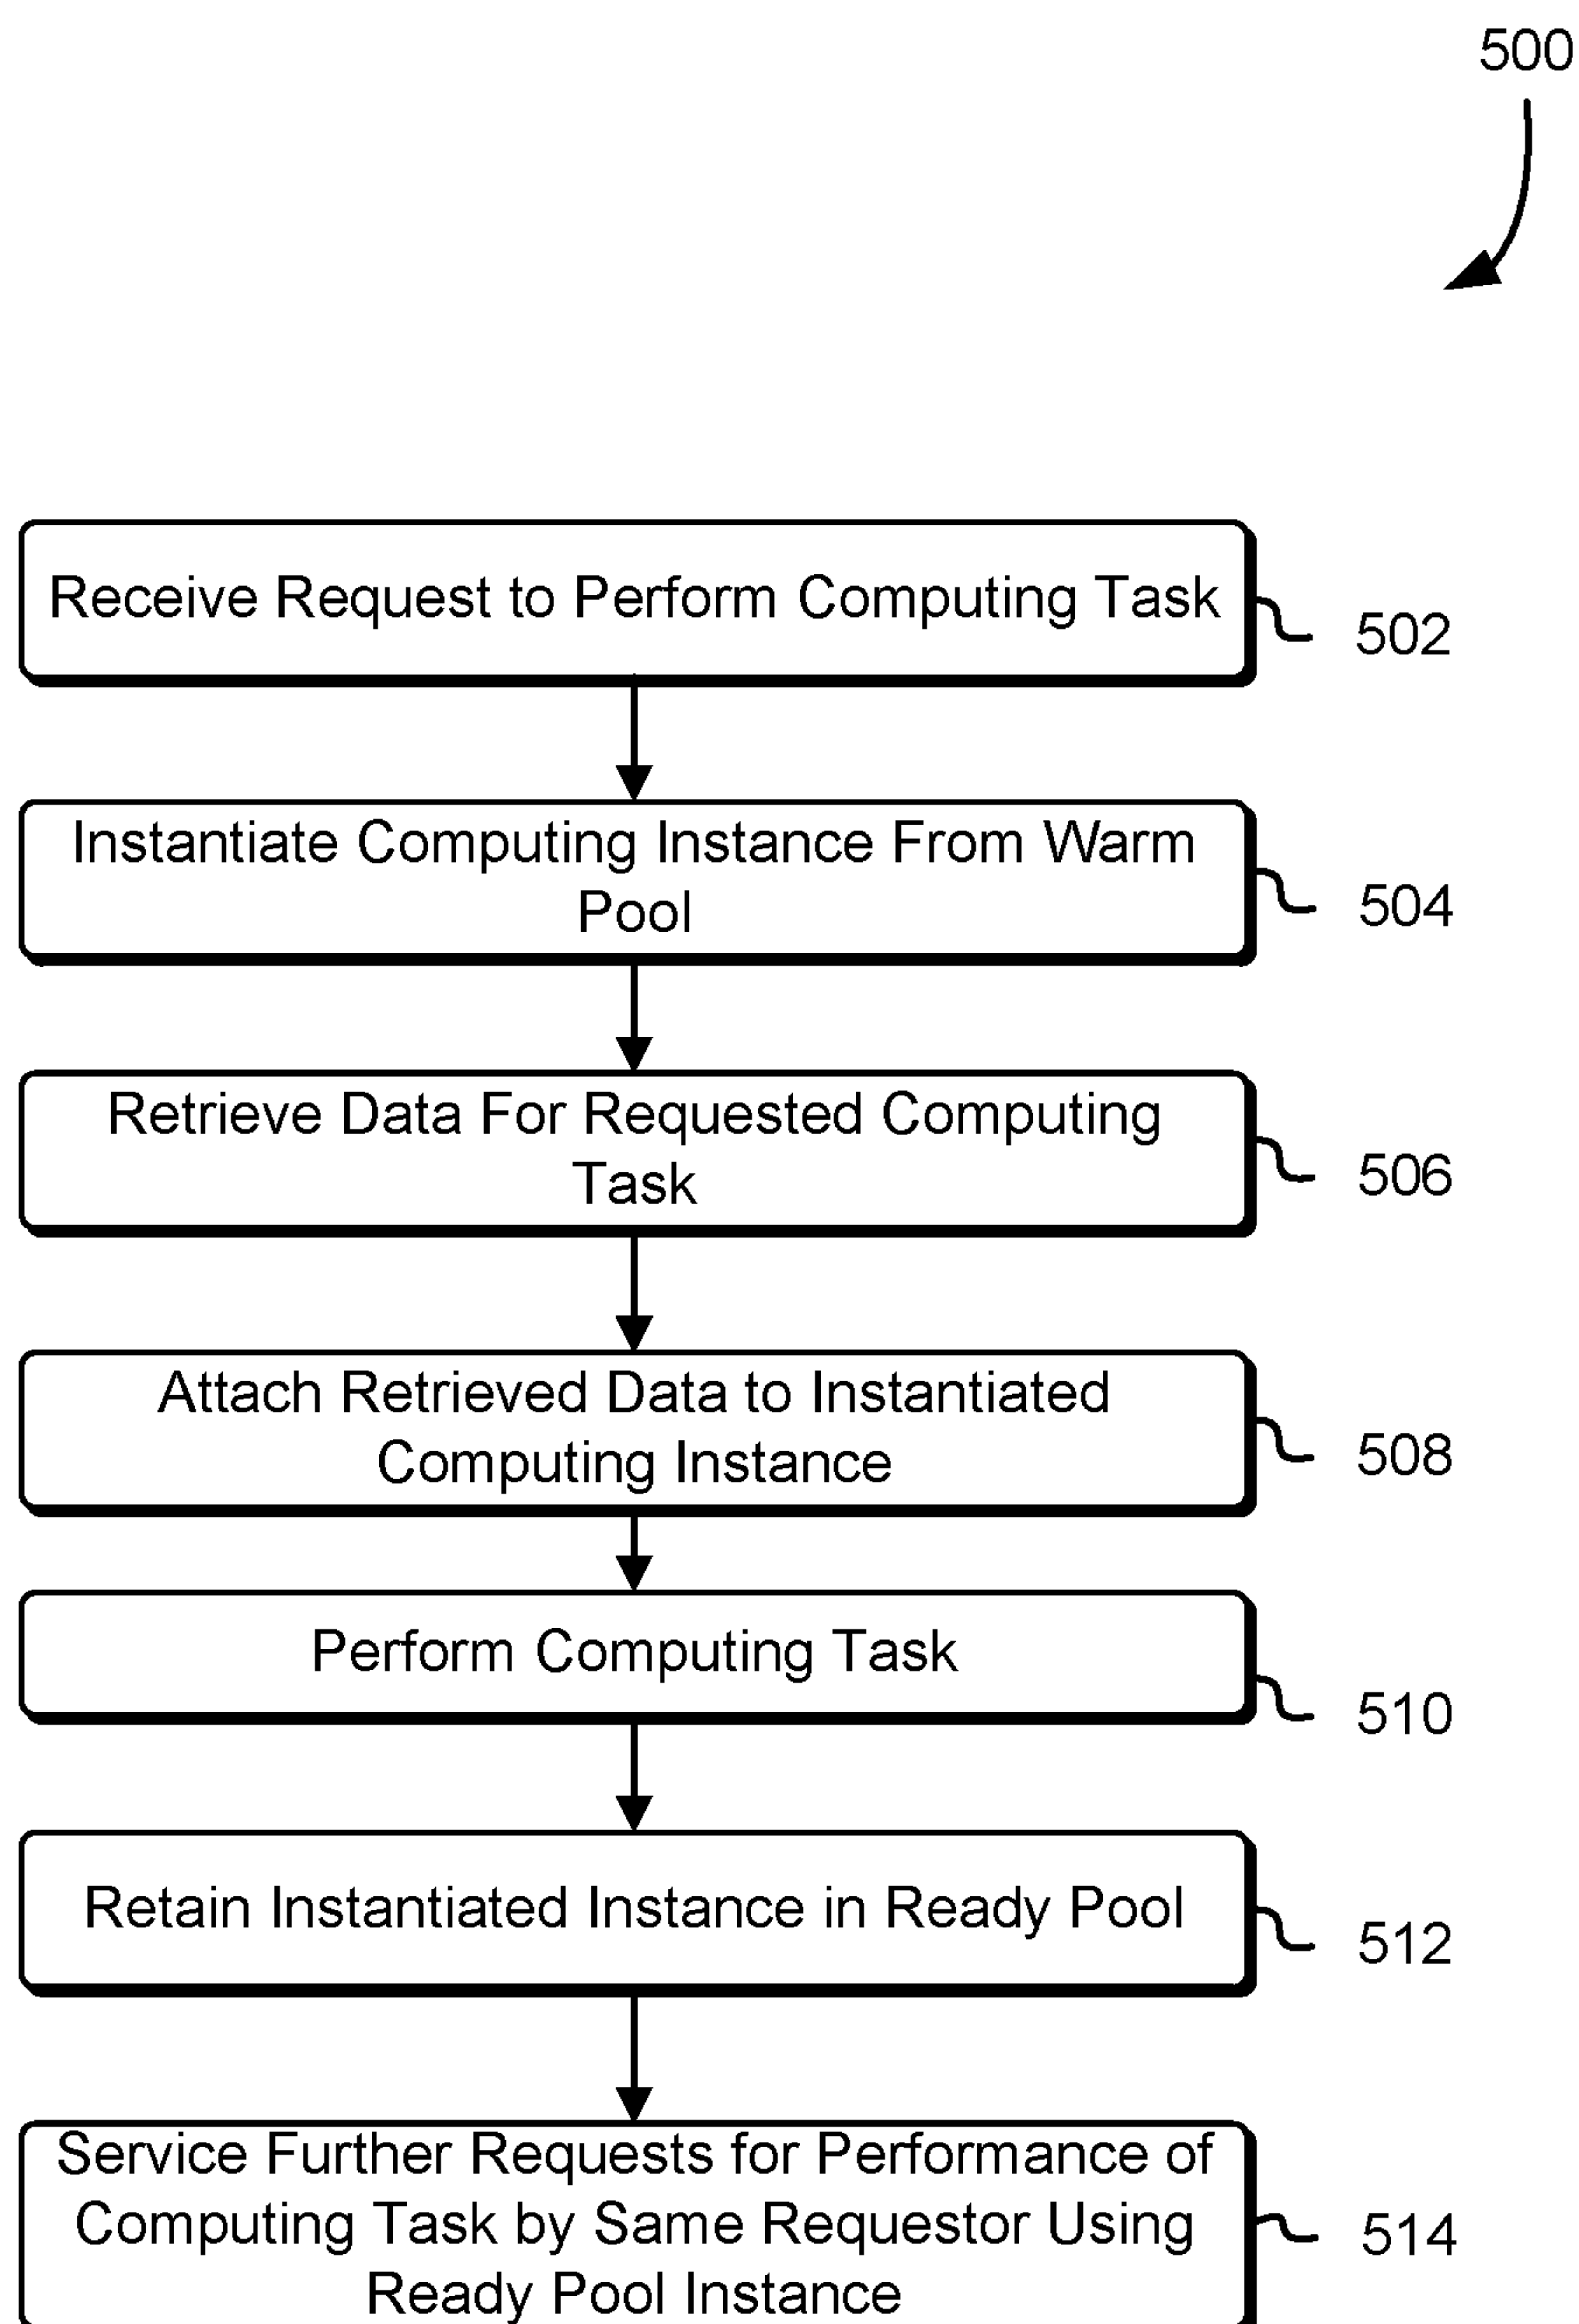 500
Receive Request to Perform Computing Task
502
Instantiate Computing Instance From Warm
Pool
504
Retrieve Data For Requested Computing
Task
506
Attach Retrieved Data to Instantiated
Computing Instance
508
Perform Computing Task
510
Retain Instantiated Instance in Ready Pool
512
Service Further Requests for Performance of
Computing Task by Same Requestor Using
Ready Pool Instance
514